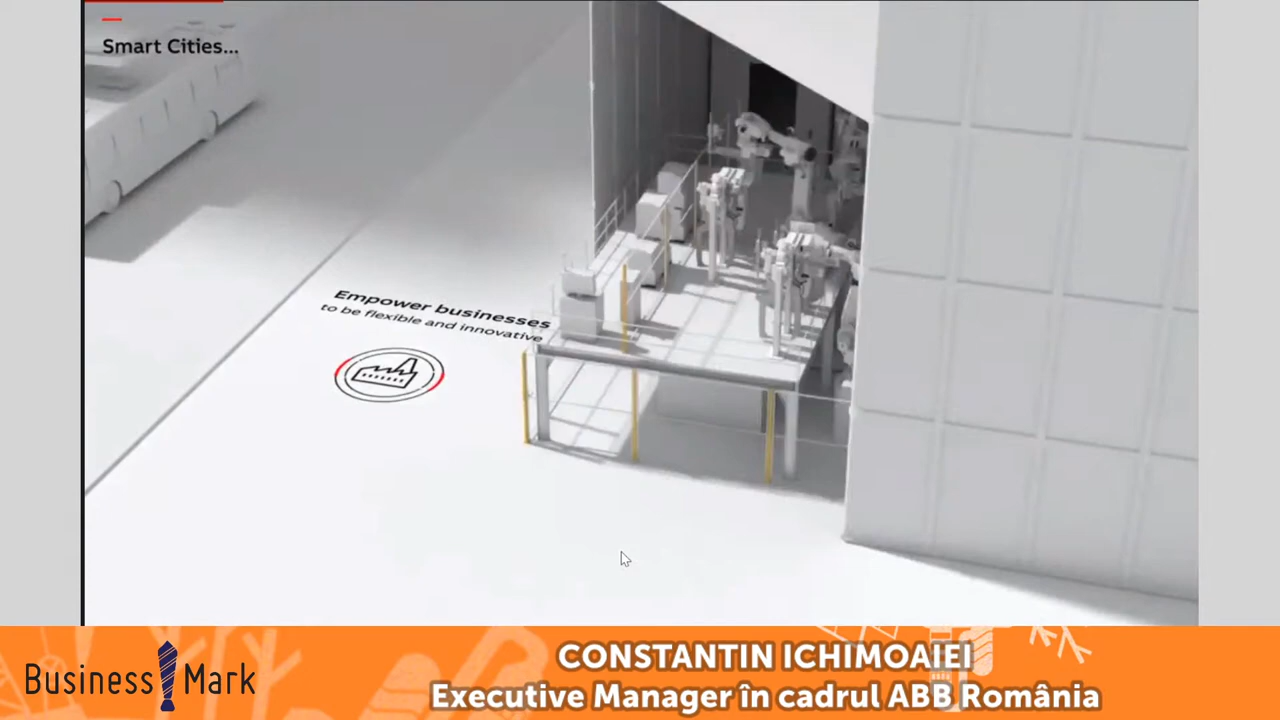 Smart Cities...
Empower businesses
to be flexible and innovative
Business Mark
CONSTANTIN ICHIMOAIEI
Executive Manager în cadrul ABB România